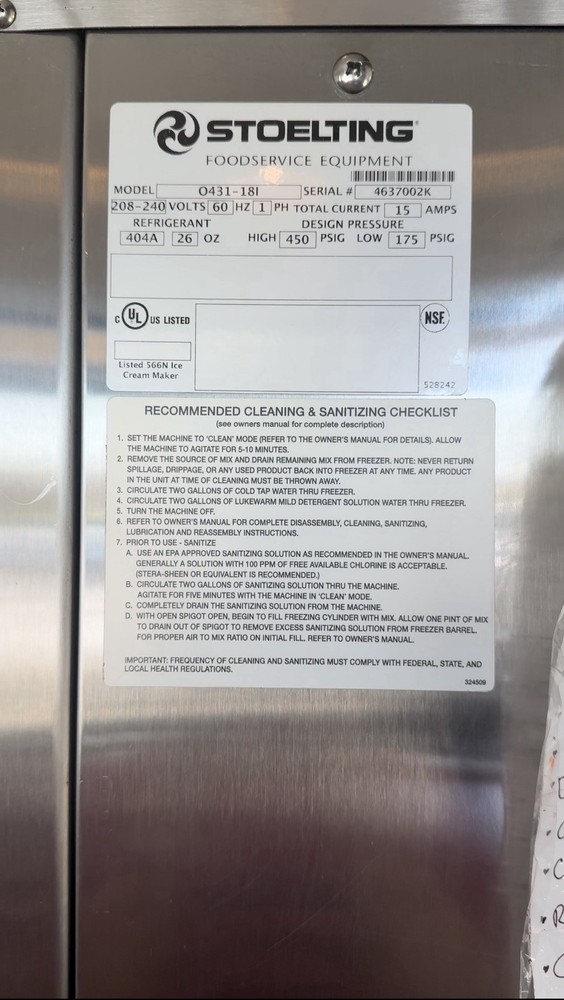 STOELTING
FOODSERVICE EQUIPMENT
MODEL O431-18I SERIAL # 4637002K
208-240 VOLTS 60 HZ 1 PH TOTAL CURRENT 15 AMPS
REFRIGERANT DESIGN PRESSURE
404A 26 OZ HIGH 450 PSIG LOW 175 PSIG
C UL US LISTED
NSF.
Listed 566N Ice
Cream Maker
528242
RECOMMENDED CLEANING & SANITIZING CHECKLIST
(see owners manual for complete description)
1. SET THE MACHINE TO 'CLEAN' MODE (REFER TO THE OWNER'S MANUAL FOR DETAILS). ALLOW
THE MACHINE TO AGITATE FOR 5-10 MINUTES.
2. REMOVE THE SOURCE OF MIX AND DRAIN REMAINING MIX FROM FREEZER. NOTE: NEVER RETURN
SPILLAGE, DRIPPAGE, OR ANY USED PRODUCT BACK INTO FREEZER AT ANY TIME. ANY PRODUCT
IN THE UNIT AT TIME OF CLEANING MUST BE THROWN AWAY.
3. CIRCULATE TWO GALLONS OF COLD TAP WATER THRU FREEZER.
4. CIRCULATE TWO GALLONS OF LUKEWARM MILD DETERGENT SOLUTION WATER THRU FREEZER.
5. TURN THE MACHINE OFF.
6. REFER TO OWNER'S MANUAL FOR COMPLETE DISASSEMBLY, CLEANING, SANITIZING,
LUBRICATION AND REASSEMBLY INSTRUCTIONS.
7. PRIOR TO USE - SANITIZE
A. USE AN EPA APPROVED SANITIZING SOLUTION AS RECOMMENDED IN THE OWNER'S MANUAL.
GENERALLY A SOLUTION WITH 100 PPM OF FREE AVAILABLE CHLORINE IS ACCEPTABLE.
(STERA-SHEEN OR EQUIVALENT IS RECOMMENDED.)
B. CIRCULATE TWO GALLONS OF SANITIZING SOLUTION THRU THE MACHINE.
AGITATE FOR FIVE MINUTES WITH THE MACHINE IN 'CLEAN' MODE.
C. COMPLETELY DRAIN THE SANITIZING SOLUTION FROM THE MACHINE.
D. WITH OPEN SPIGOT OPEN, BEGIN TO FILL FREEZING CYLINDER WITH MIX. ALLOW ONE PINT OF MIX
TO DRAIN OUT OF SPIGOT TO REMOVE EXCESS SANITIZING SOLUTION FROM FREEZER BARREL.
FOR PROPER AIR TO MIX RATIO ON INITIAL FILL. REFER TO OWNER'S MANUAL.
IMPORTANT: FREQUENCY OF CLEANING AND SANITIZING MUST COMPLY WITH FEDERAL, STATE, AND
LOCAL HEALTH REGULATIONS.
324509